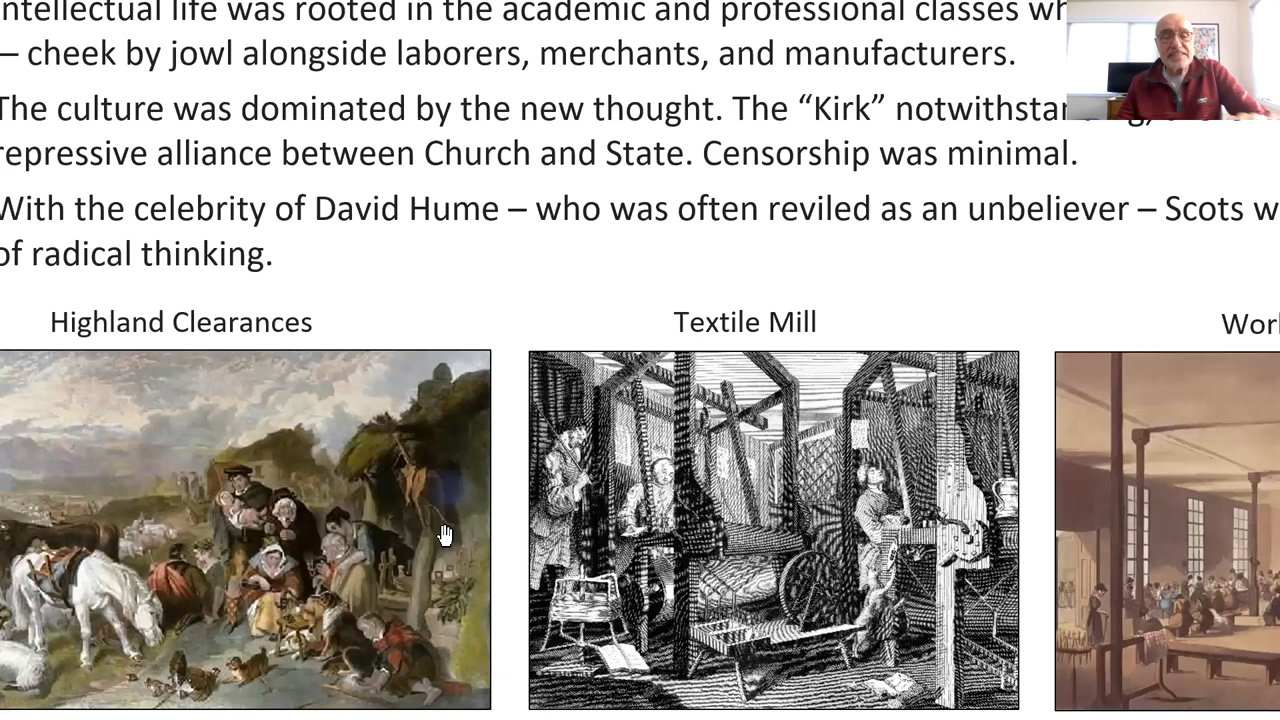 ntellectual life was rooted in the academic and professional classes wh
– cheek by jowl alongside laborers, merchants, and manufacturers.
The culture was dominated by the new thought. The “Kirk” notwithstan
repressive alliance between Church and State. Censorship was minimal.
With the celebrity of David Hume – who was often reviled as an unbeliever – Scots w
of radical thinking.
Highland Clearances
Textile Mill
Work